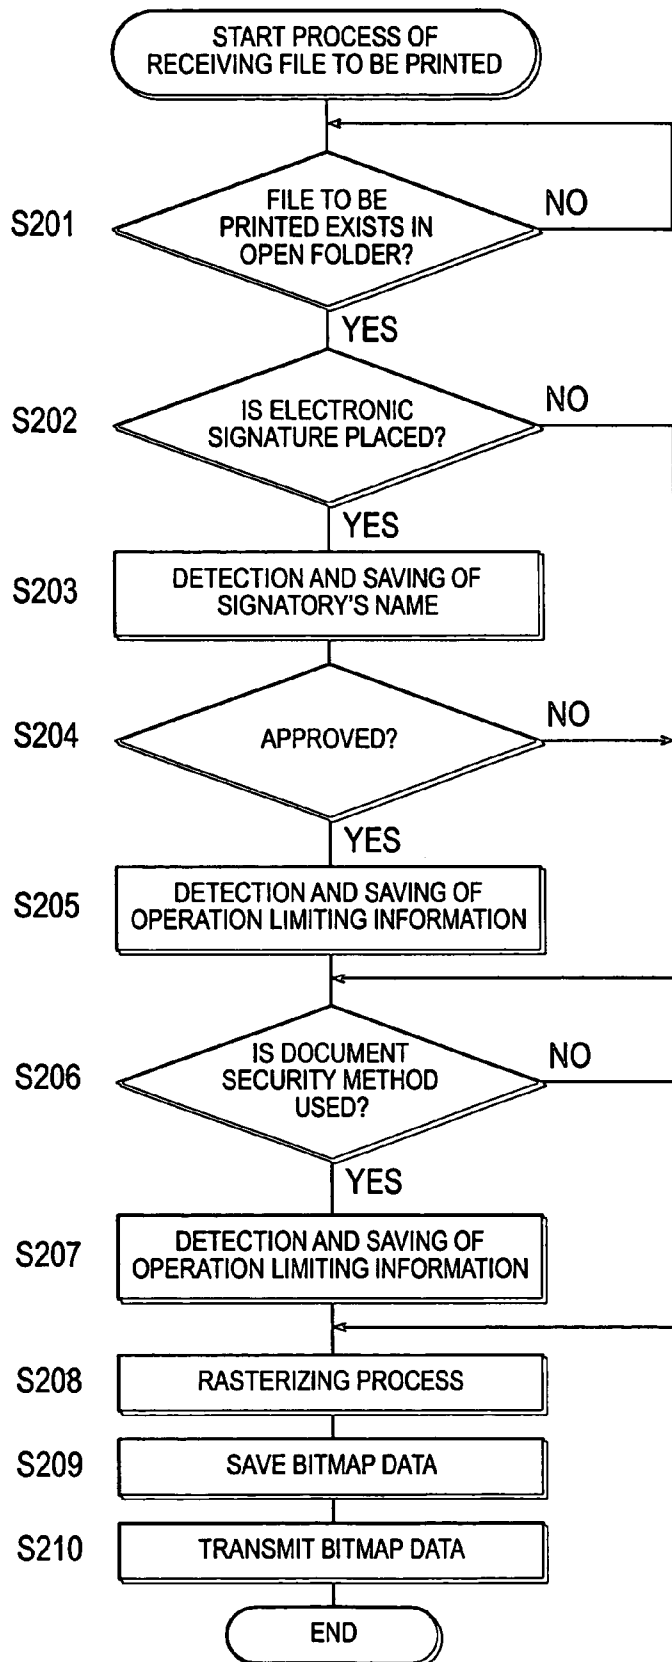 START PROCESS OF
RECEIVING FILE TO BE PRINTED
S201
FILE TO BE
PRINTED EXISTS IN
OPEN FOLDER?
NO
YES
S202
IS ELECTRONIC
SIGNATURE PLACED?
NO
YES
S203
DETECTION AND SAVING OF
SIGNATORY'S NAME
S204
APPROVED?
NO
YES
S205
DETECTION AND SAVING OF
OPERATION LIMITING INFORMATION
S206
IS DOCUMENT
SECURITY METHOD
USED?
NO
YES
S207
DETECTION AND SAVING OF
OPERATION LIMITING INFORMATION
S208
RASTERIZING PROCESS
S209
SAVE BITMAP DATA
S210
TRANSMIT BITMAP DATA
END